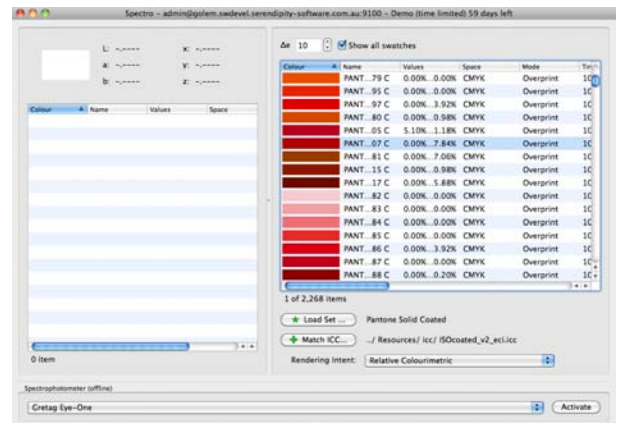 Spectro - admin@golem.swdevel.serendipity-software.com.au:9100 - Demo (time limited) 59 days left
L: -.----
X: -.----
a: -.----
Y: -.----
b: -.----
Z: -.----
Colour Name Values Space
0 item
Δe 10 Show all swatches
Colour Name Values Space Mode
PANT...79 C 0.00%...0.00% CMYK Overprint
PANT...95 C 0.00%...0.00% CMYK Overprint
PANT...97 C 0.00%...3.92% CMYK Overprint
PANT...80 C 0.00%...0.98% CMYK Overprint
PANT...05 C 5.10%...1.18% CMYK Overprint
PANT...07 C 0.00%...7.84% CMYK Overprint
PANT...81 C 0.00%...7.06% CMYK Overprint
PANT...15 C 0.00%...0.98% CMYK Overprint
PANT...17 C 0.00%...5.88% CMYK Overprint
PANT...82 C 0.00%...0.00% CMYK Overprint
PANT...83 C 0.00%...0.00% CMYK Overprint
PANT...84 C 0.00%...0.00% CMYK Overprint
PANT...85 C 0.00%...0.00% CMYK Overprint
PANT...86 C 0.00%...3.92% CMYK Overprint
PANT...87 C 0.00%...0.00% CMYK Overprint
PANT...88 C 0.00%...0.20% CMYK Overprint
1 of 2,268 items
Load Set ... Pantone Solid Coated
Match ICC... ../ Resources/ Icc/ ISOcoated_v2_eci.icc
Rendering Intent: Relative Colourimetric
Spectrophotometer (offline)
Gretag Eye-One Activate